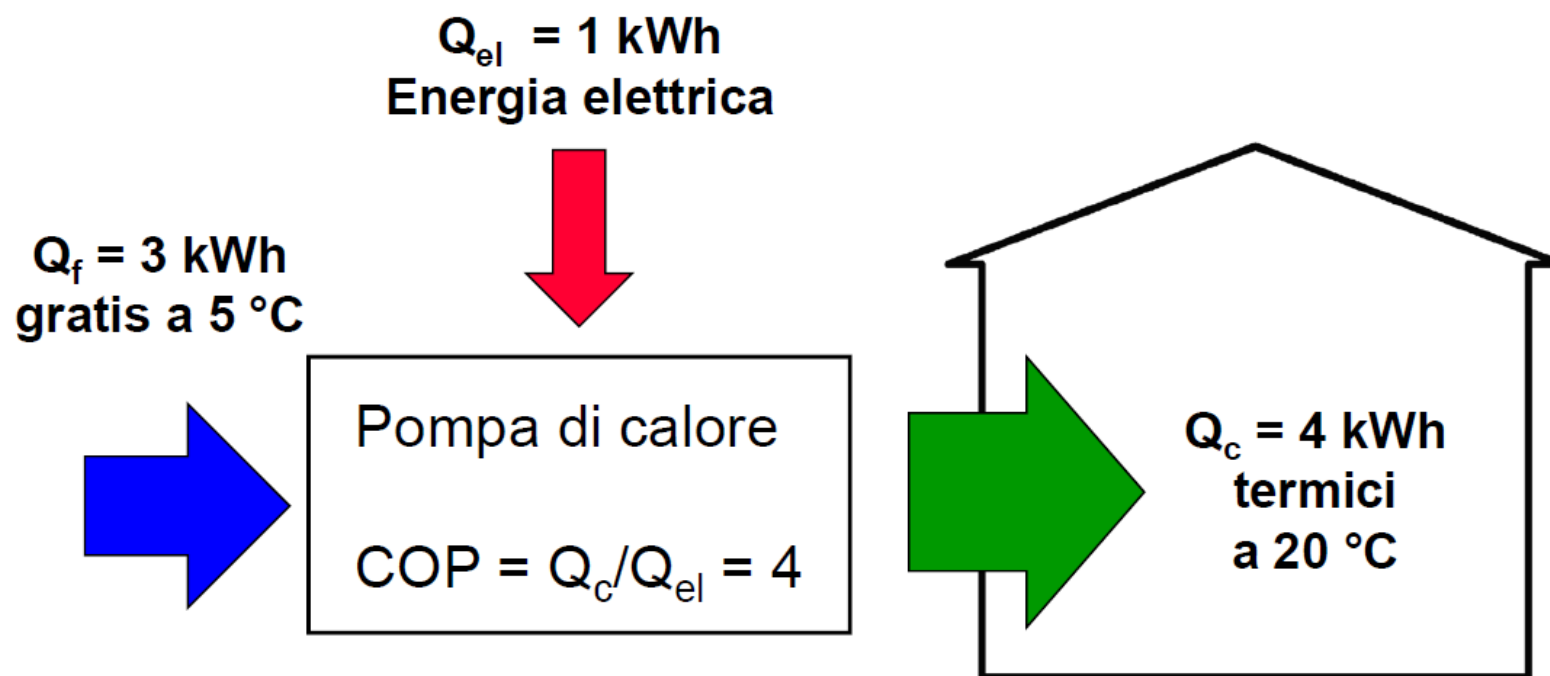 Q_el = 1 kWh
Energia elettrica
Q_f = 3 kWh
gratis a 5 °C
Pompa di calore
COP = Q_c/Q_el = 4
Q_c = 4 kWh
termici
a 20 °C